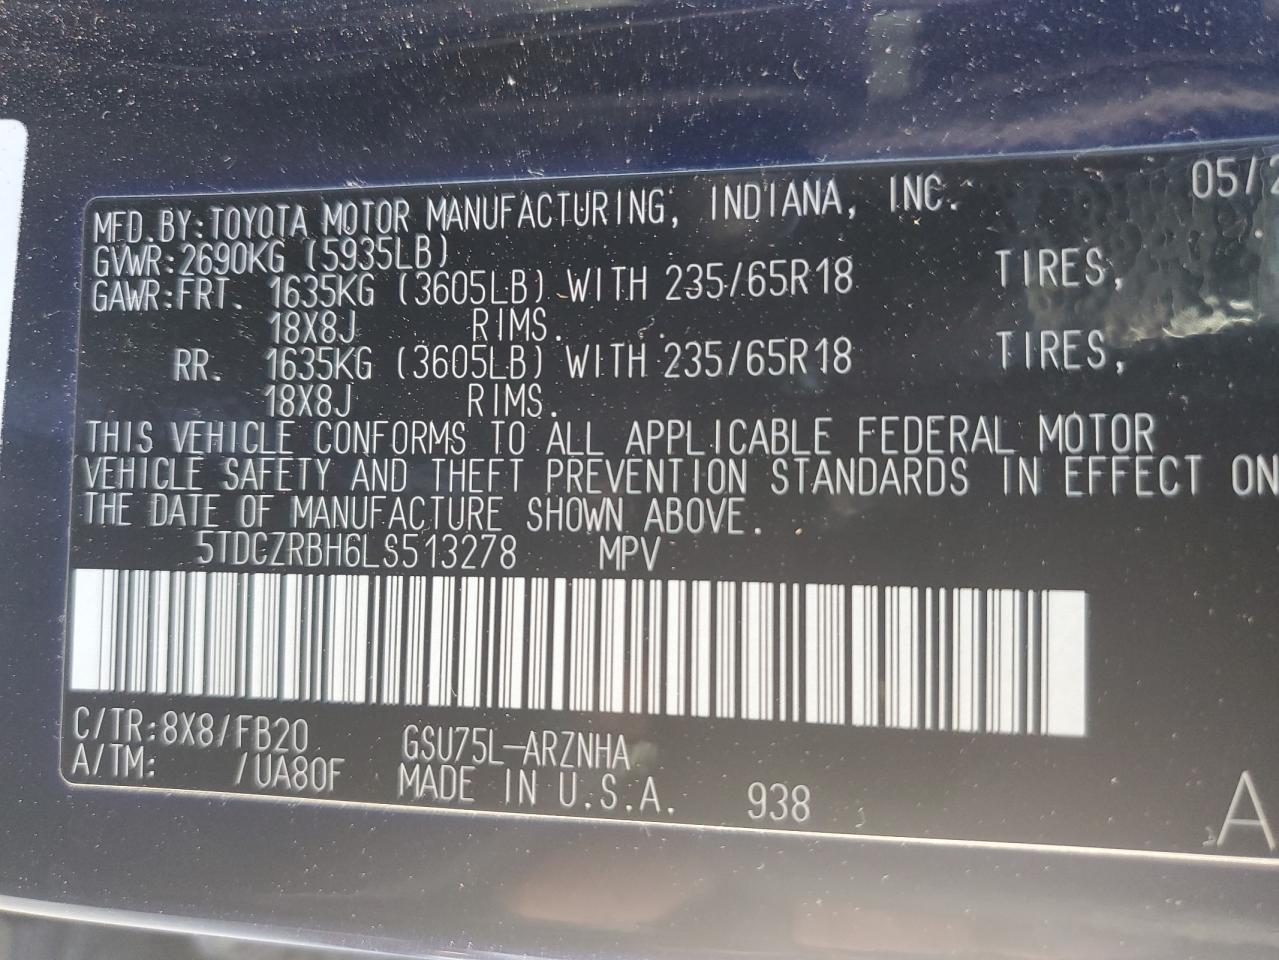 MFD.BY:TOYOTA MOTOR MANUFACTURING, INDIANA, INC. 05/2
GVWR:2690KG (5935LB)
GAWR:FRT. 1635KG (3605LB) WITH 235/65R18 TIRES,
18X8J RIMS.
RR. 1635KG (3605LB) WITH 235/65R18 TIRES,
18X8J RIMS.
THIS VEHICLE CONFORMS TO ALL APPLICABLE FEDERAL MOTOR
VEHICLE SAFETY AND THEFT PREVENTION STANDARDS IN EFFECT ON
THE DATE OF MANUFACTURE SHOWN ABOVE.
5TDCZRBH6LS513278 MPV
C/TR:8X8/FB20 GSU75L-ARZNHA
A/TM: /UA80F MADE IN U.S.A. 938 A